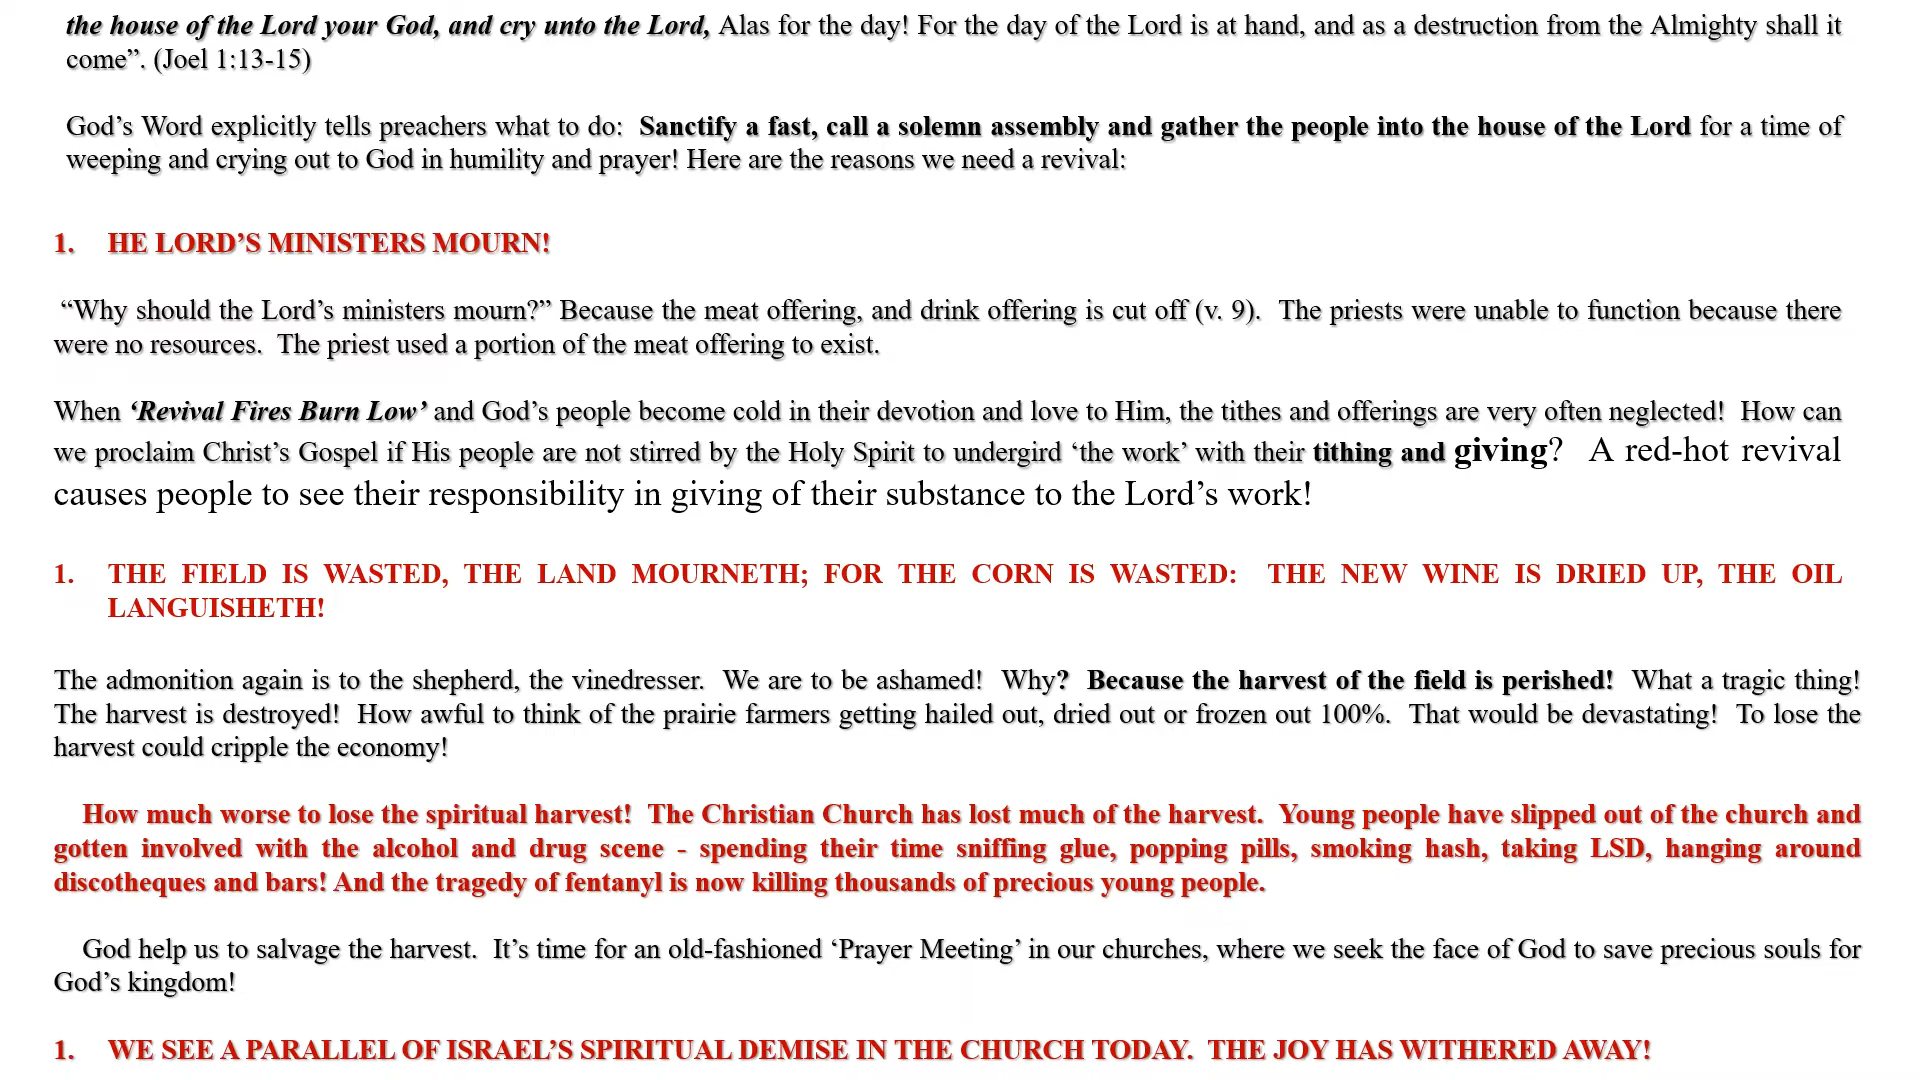 the house of the Lord your God, and cry unto the Lord, Alas for the day! For the day of the Lord is at hand, and as a destruction from the Almighty shall it
come”. (Joel 1:13-15)
God’s Word explicitly tells preachers what to do:  Sanctify a fast, call a solemn assembly and gather the people into the house of the Lord for a time of
weeping and crying out to God in humility and prayer! Here are the reasons we need a revival:
1. HE LORD’S MINISTERS MOURN!
“Why should the Lord’s ministers mourn?” Because the meat offering, and drink offering is cut off (v. 9).  The priests were unable to function because there
were no resources.  The priest used a portion of the meat offering to exist.
When ‘Revival Fires Burn Low’ and God’s people become cold in their devotion and love to Him, the tithes and offerings are very often neglected!  How can
we proclaim Christ’s Gospel if His people are not stirred by the Holy Spirit to undergird ‘the work’ with their tithing and giving?  A red-hot revival
causes people to see their responsibility in giving of their substance to the Lord’s work!
1. THE FIELD IS WASTED, THE LAND MOURNETH; FOR THE CORN IS WASTED:  THE NEW WINE IS DRIED UP, THE OIL
LANGUISHETH!
The admonition again is to the shepherd, the vinedresser.  We are to be ashamed!  Why?  Because the harvest of the field is perished!  What a tragic thing!
The harvest is destroyed!  How awful to think of the prairie farmers getting hailed out, dried out or frozen out 100%.  That would be devastating!  To lose the
harvest could cripple the economy!
How much worse to lose the spiritual harvest!  The Christian Church has lost much of the harvest.  Young people have slipped out of the church and
gotten involved with the alcohol and drug scene - spending their time sniffing glue, popping pills, smoking hash, taking LSD, hanging around
discotheques and bars! And the tragedy of fentanyl is now killing thousands of precious young people.
God help us to salvage the harvest.  It’s time for an old-fashioned ‘Prayer Meeting’ in our churches, where we seek the face of God to save precious souls for
God’s kingdom!
1. WE SEE A PARALLEL OF ISRAEL’S SPIRITUAL DEMISE IN THE CHURCH TODAY.  THE JOY HAS WITHERED AWAY!